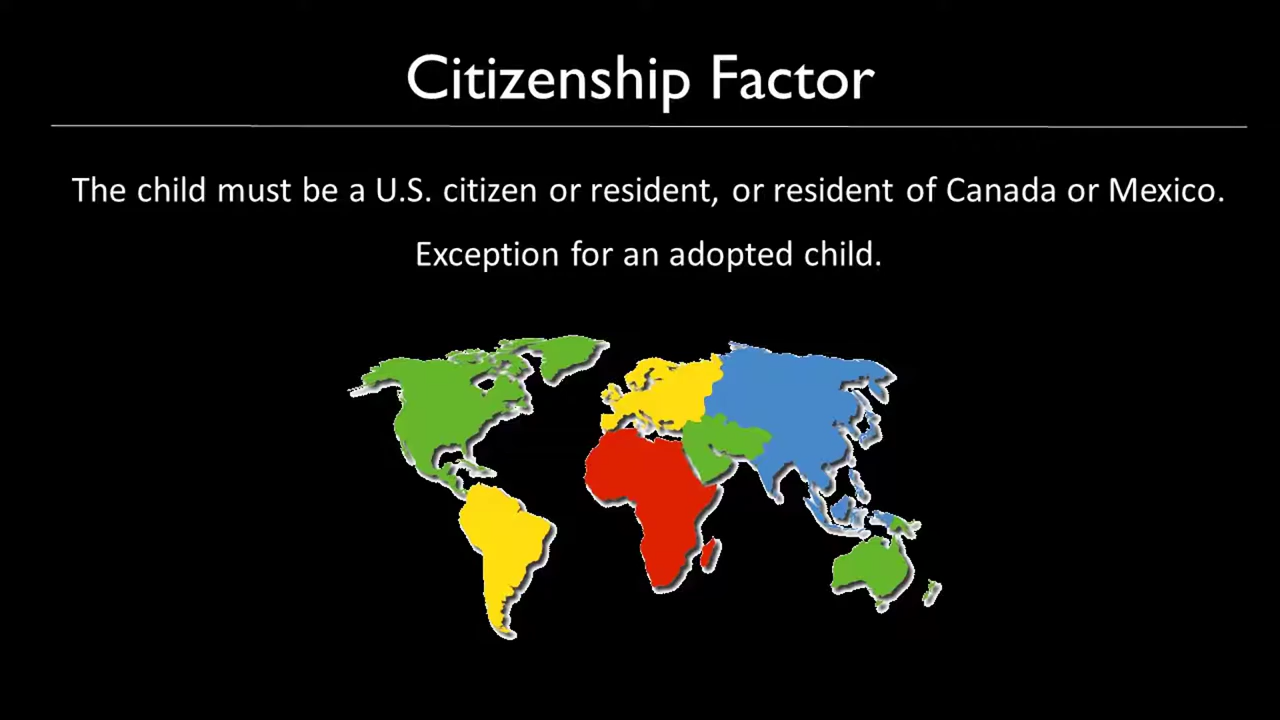 Citizenship Factor
The child must be a U.S. citizen or resident, or resident of Canada or Mexico.
Exception for an adopted child.